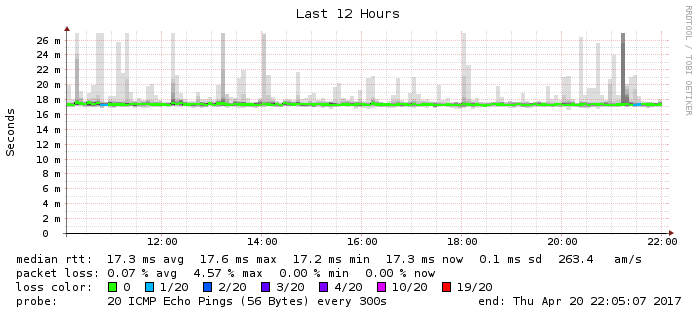 Last 12 Hours
RRDTOOL / TOBI OETIKER
Seconds
26 m
24 m
22 m
20 m
18 m
16 m
14 m
12 m
10 m
8 m
6 m
4 m
2 m
0
12:00 14:00 16:00 18:00 20:00 22:00
median rtt: 17.3 ms avg 17.6 ms max 17.2 ms min 17.3 ms now 0.1 ms sd 263.4 am/s
packet loss: 0.07 % avg 4.57 % max 0.00 % min 0.00 % now
loss color: 0 1/20 2/20 3/20 4/20 10/20 19/20
probe: 20 ICMP Echo Pings (56 Bytes) every 300s end: Thu Apr 20 22:05:07 2017